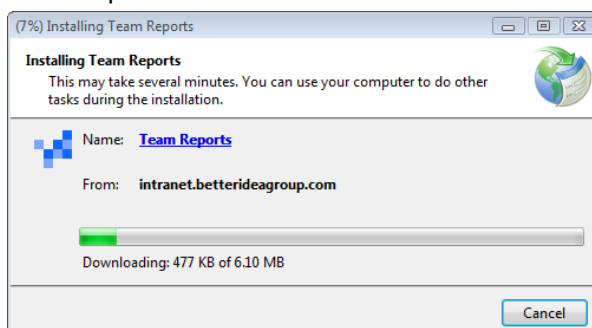 (7%) Installing Team Reports
Installing Team Reports
This may take several minutes. You can use your computer to do other
tasks during the installation.
Name: Team Reports
From: intranet.betterideagroup.com
Downloading: 477 KB of 6.10 MB
Cancel